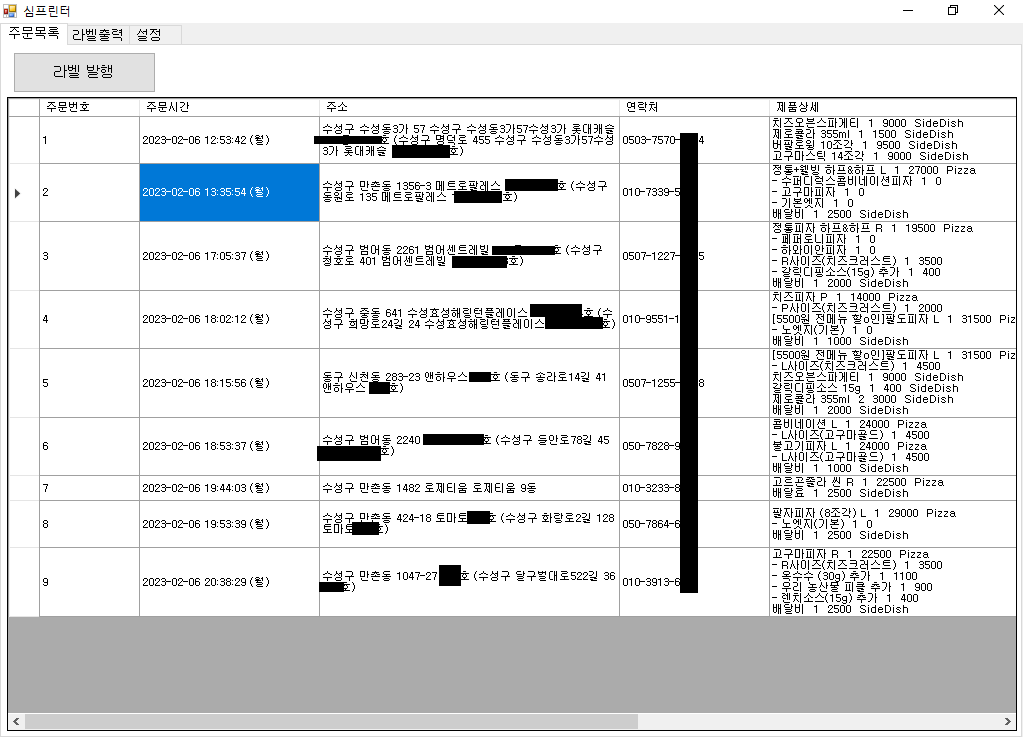 심프린터
주문목록 라벨출력 설정
라벨 발행
주문번호 주문시간 주소 연락처 제품상세
1 2023-02-06 12:53:42 (월)
수성구 수성동3가 57 수성구 수성동3가57수성3가 롯대캐슬
호 (수성구 명덕로 455 수성구 수성동3가57수성
3가 롯대캐슬 호)
0503-7570- 4
치즈오븐스파게티 1 9000 SideDish
제로콜라 355ml 1 1500 SideDish
버팔로윙 10조각 1 9500 SideDish
고구마스틱 14조각 1 9000 SideDish
2 2023-02-06 13:35:54 (월)
수성구 만촌동 1356-3 메트로팔레스 호 (수성구
동원로 135 메트로팔레스 호)
010-7339-5
정통+웰빙 하프&하프 L 1 27000 Pizza
- 수퍼디럭스콤비네이션피자 1 0
- 고구마피자 1 0
- 기본엣지 1 0
배달비 1 2500 SideDish
3 2023-02-06 17:05:37 (월)
수성구 범어동 2261 범어센트레빌 호 (수성구
청호로 401 범어센트레빌 호)
0507-1227- 5
정통피자 하프&하프 R 1 19500 Pizza
- 페퍼로니피자 1 0
- 하와이안피자 1 0
- R사이즈(치즈크러스트) 1 3500
- 갈릭디핑소스(15g) 추가 1 400
배달비 1 2000 SideDish
4 2023-02-06 18:02:12 (월)
수성구 중동 641 수성효성해링턴플레이스 호 (수
성구 희망로24길 24 수성효성해링턴플레이스 호)
010-9551-1
치즈피자 P 1 14000 Pizza
- P사이즈(치즈크러스트) 1 2000
[5500원 전메뉴 할o인]팔도피자 L 1 31500 Piz
- 노엣지(기본) 1 0
배달비 1 1000 SideDish
5 2023-02-06 18:15:56 (월)
동구 신천동 283-23 앤하우스 호 (동구 송라로14길 41
앤하우스 호)
0507-1255- 8
[5500원 전메뉴 할o인]팔도피자 L 1 31500 Piz
- L사이즈(치즈크러스트) 1 4500
치즈오븐스파게티 1 9000 SideDish
갈릭디핑소스 15g 1 400 SideDish
제로콜라 355ml 2 3000 SideDish
배달비 1 2000 SideDish
6 2023-02-06 18:53:37 (월)
수성구 범어동 2240 호 (수성구 들안로78길 45
호)
050-7828-9
콤비네이션 L 1 24000 Pizza
- L사이즈(고구마골드) 1 4500
불고기피자 L 1 24000 Pizza
- L사이즈(고구마골드) 1 4500
배달비 1 1000 SideDish
7 2023-02-06 19:44:03 (월)
수성구 만촌동 1482 로제티움 로제티움 9동
010-3233-8
고르곤졸라 씬 R 1 22500 Pizza
배달료 1 2500 SideDish
8 2023-02-06 19:53:39 (월)
수성구 만촌동 424-18 토마토 호 (수성구 화랑로2길 128
토마토 호)
050-7864-6
팔자피자 (8조각) L 1 29000 Pizza
- 노엣지(기본) 1 0
배달비 1 2500 SideDish
9 2023-02-06 20:38:29 (월)
수성구 만촌동 1047-27 호 (수성구 달구벌대로522길 36
호)
010-3913-6
고구마피자 R 1 22500 Pizza
- R사이즈(치즈크러스트) 1 3500
- 옥수수 (30g) 추가 1 1100
- 우리 농산물 피클 추가 1 900
- 렌치소스(15g) 추가 1 400
배달비 1 2500 SideDish